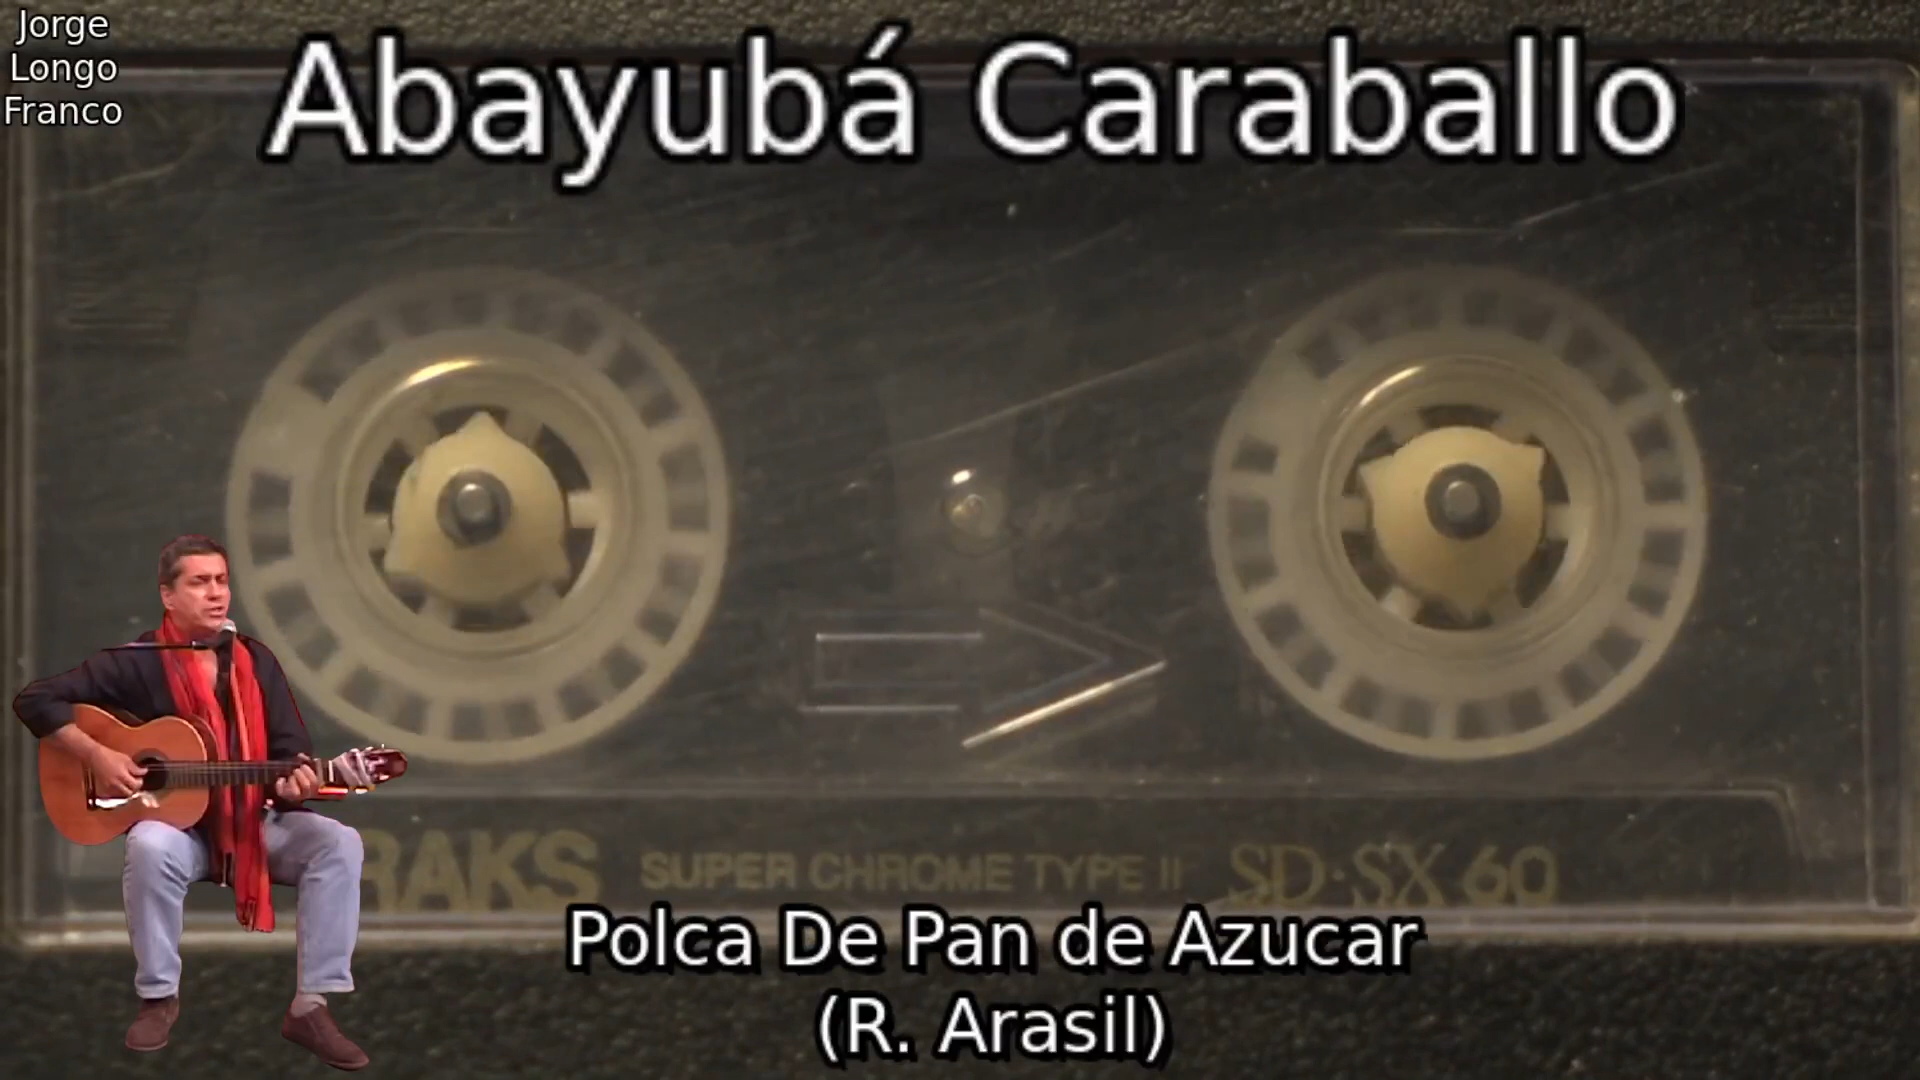 Jorge
Longo
Franco
Abayubá Caraballo
RAKS SUPER CHROME TYPE II SD·SX 60
Polca De Pan de Azucar
(R. Arasil)